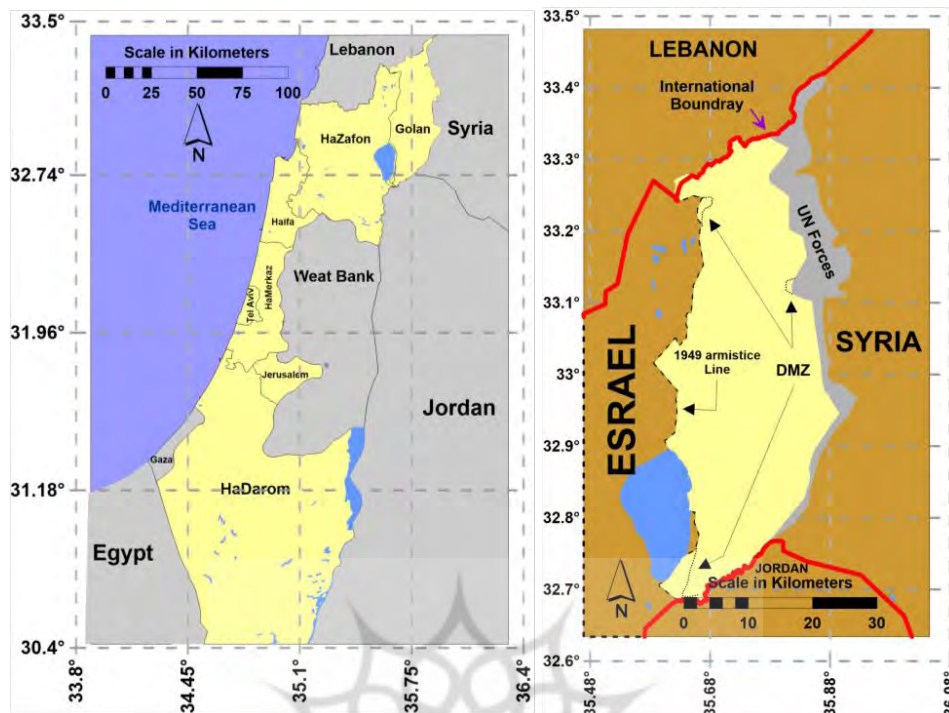 33.5°
32.74°
31.96°
31.18°
30.4°
33.8°
34.45°
35.1°
35.75°
36.4°
Scale in Kilometers
0 25 50 75 100
N
Lebanon
HaZafon
Golan
Syria
Mediterranean
Sea
Haifa
HaMerkaz
Tel Aviv
Weat Bank
Jerusalem
Jordan
Gaza
HaDarom
Egypt
33.5°
33.4°
33.3°
33.2°
33.1°
33°
32.9°
32.8°
32.7°
32.6°
35.48°
35.68°
35.88°
LEBANON
International
Boundray
UN Forces
ESRAEL
SYRIA
1949 armistice
Line
DMZ
JORDAN
Scale in Kilometers
0 10 20 30
N